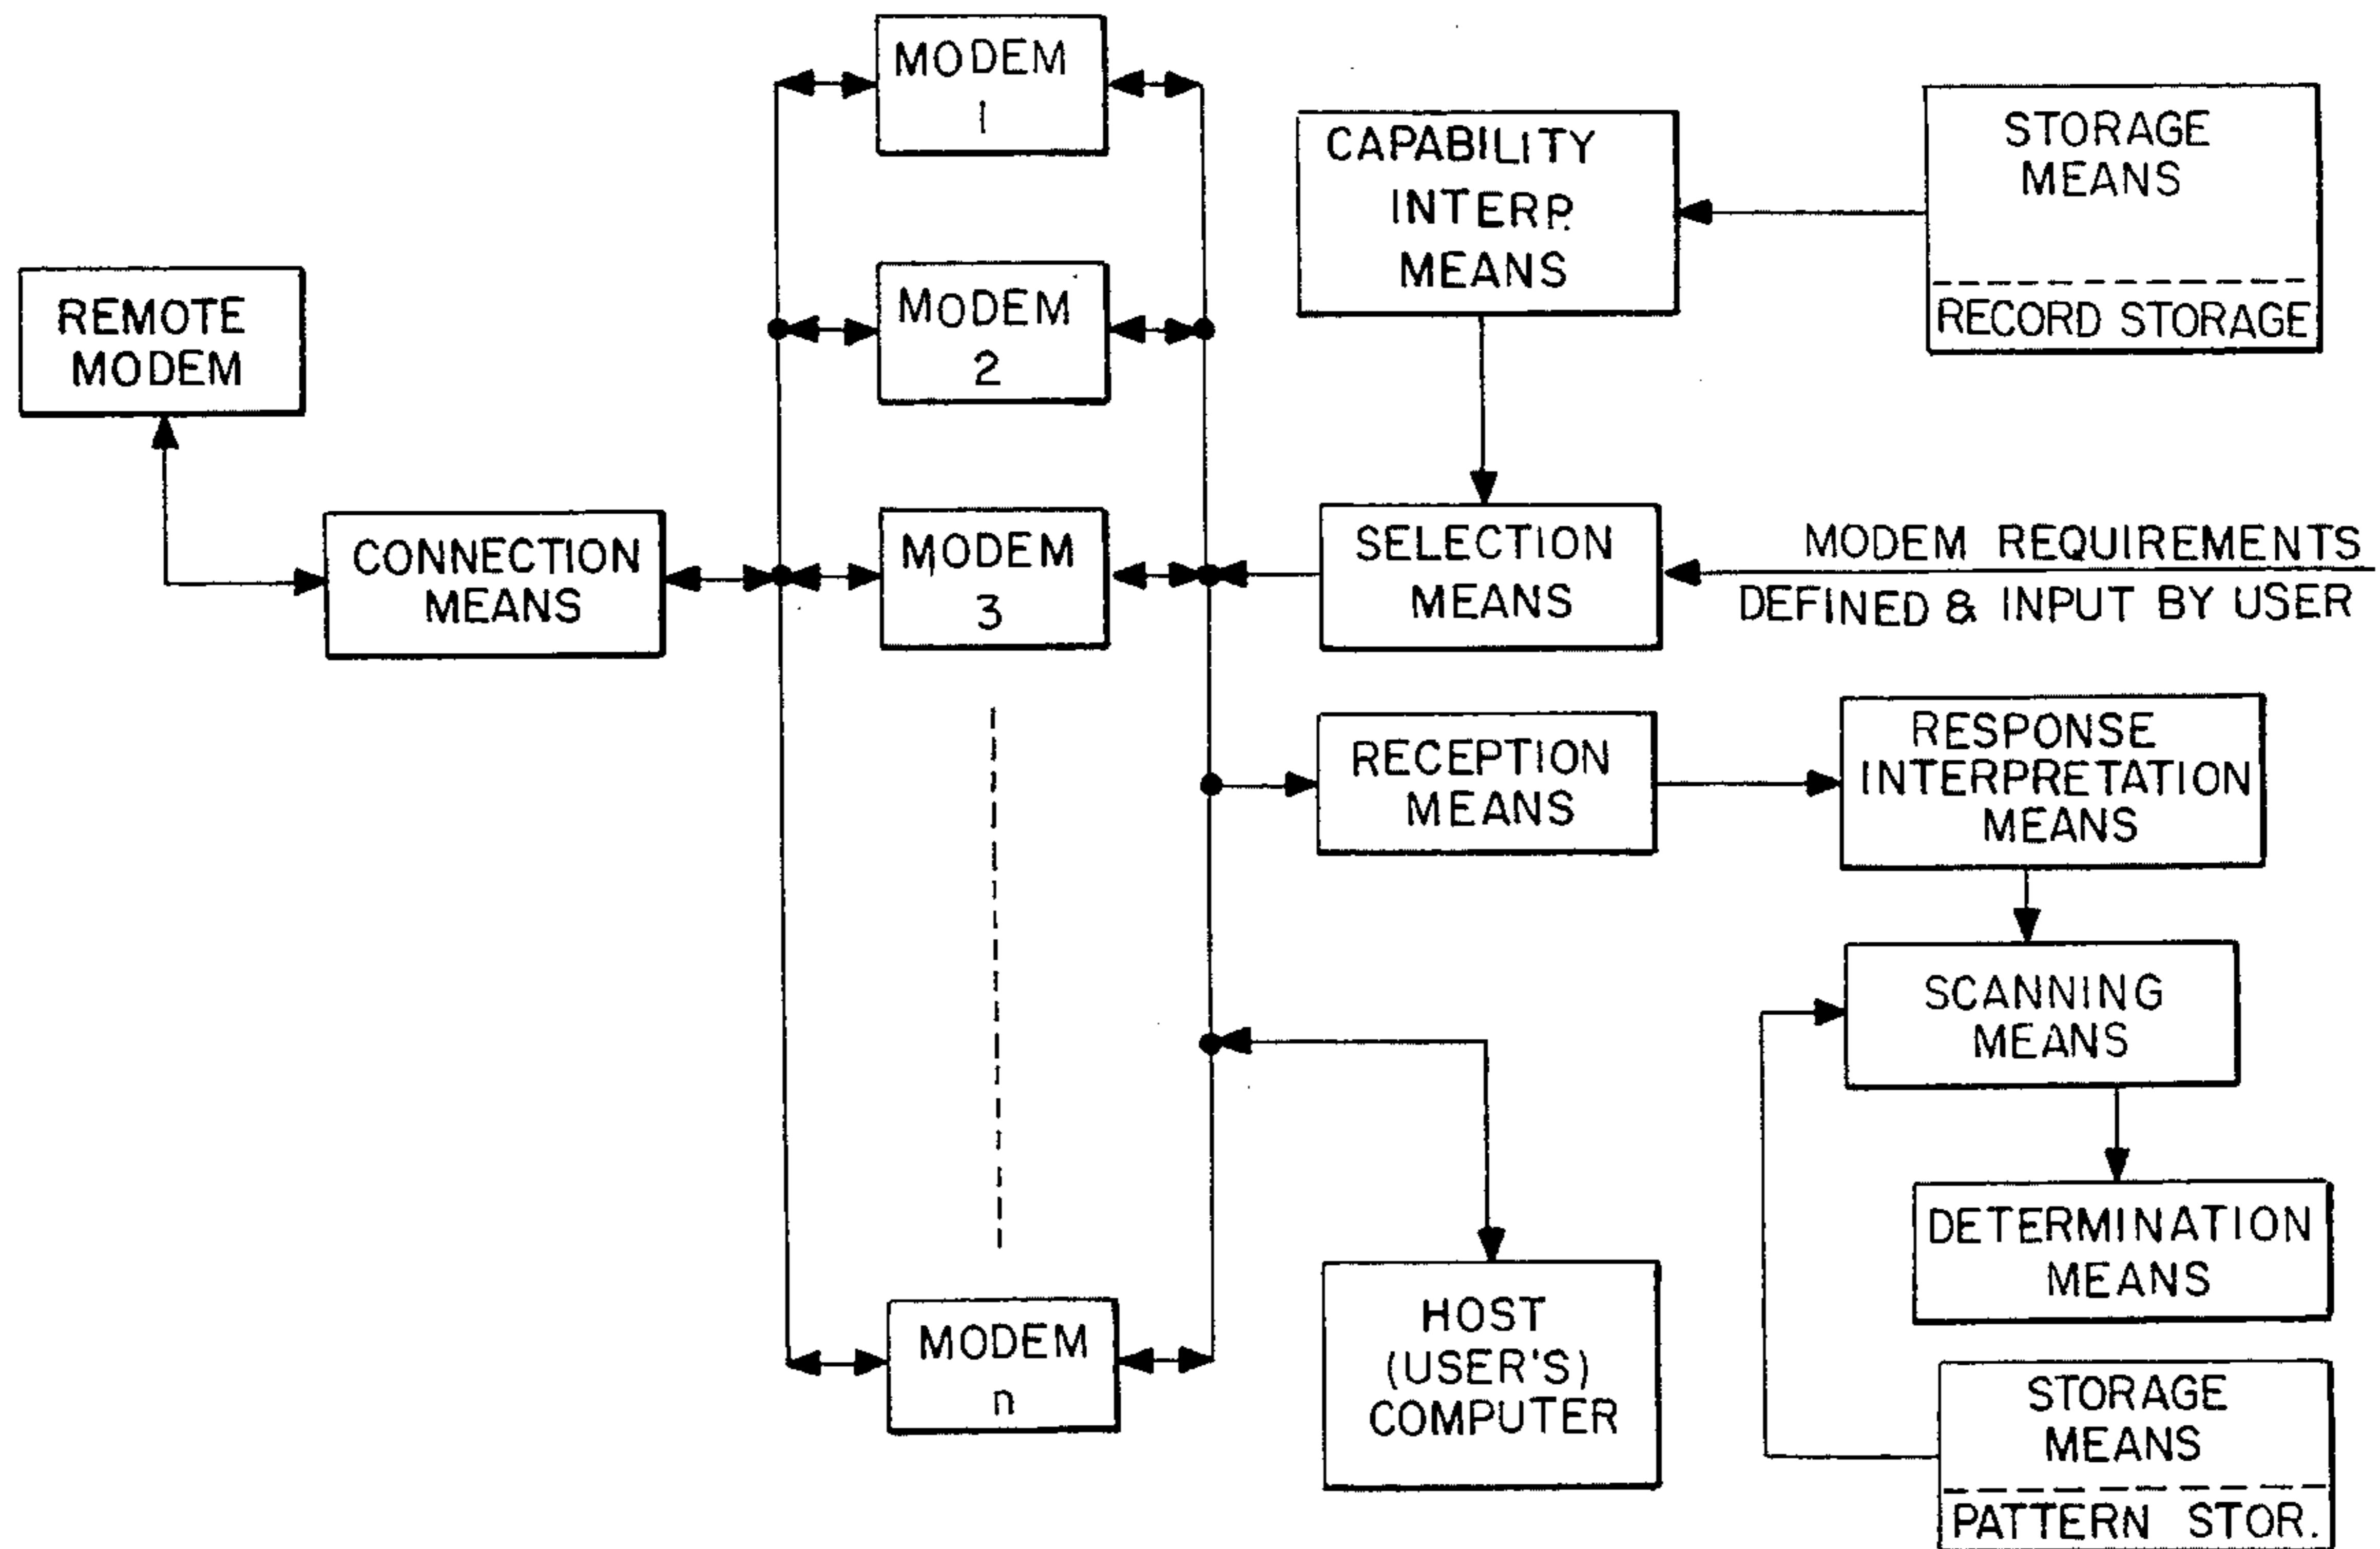 MODEM
1
CAPABILITY
INTERP.
MEANS
STORAGE
MEANS
RECORD STORAGE
REMOTE
MODEM
MODEM
2
CONNECTION
MEANS
MODEM
3
SELECTION
MEANS
MODEM REQUIREMENTS
DEFINED & INPUT BY USER
RECEPTION
MEANS
RESPONSE
INTERPRETATION
MEANS
SCANNING
MEANS
DETERMINATION
MEANS
MODEM
n
HOST
(USER'S)
COMPUTER
STORAGE
MEANS
PATTERN STOR.